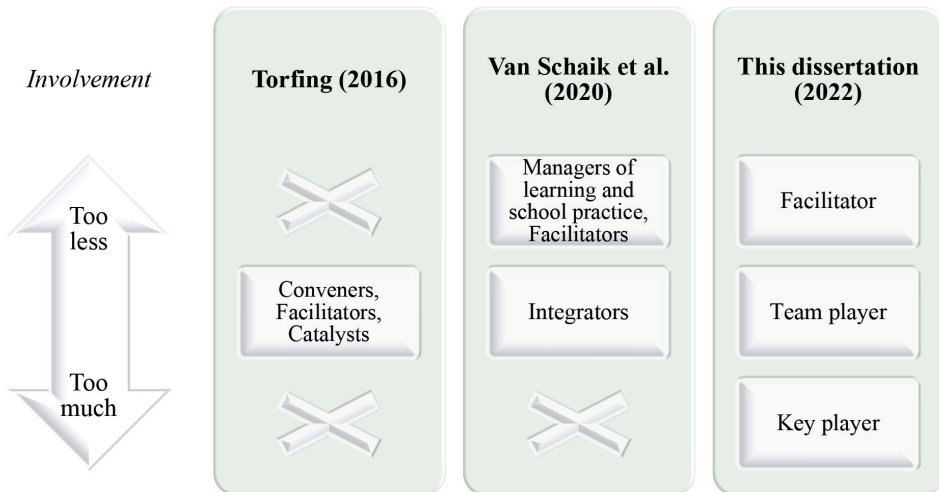 Involvement
Torfing (2016)
Van Schaik et al.
(2020)
This dissertation
(2022)
Too
less
Managers of
learning and
school practice,
Facilitators
Facilitator
Conveners,
Facilitators,
Catalysts
Integrators
Team player
Too
much
Key player